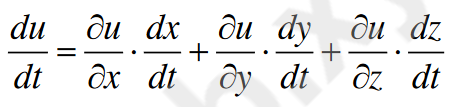 du/dt = ∂u/∂x · dx/dt + ∂u/∂y · dy/dt + ∂u/∂z · dz/dt